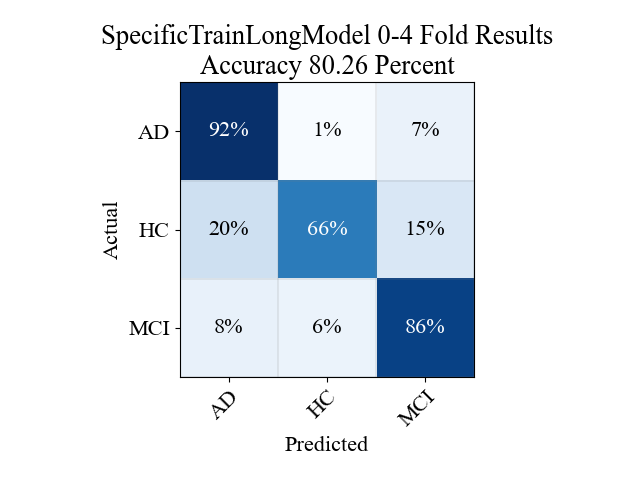 SpecificTrainLongModel 0-4 Fold Results
Accuracy 80.26 Percent
AD 92% 1% 7%
HC 20% 66% 15%
MCI 8% 6% 86%
Actual
AD HC MCI
Predicted